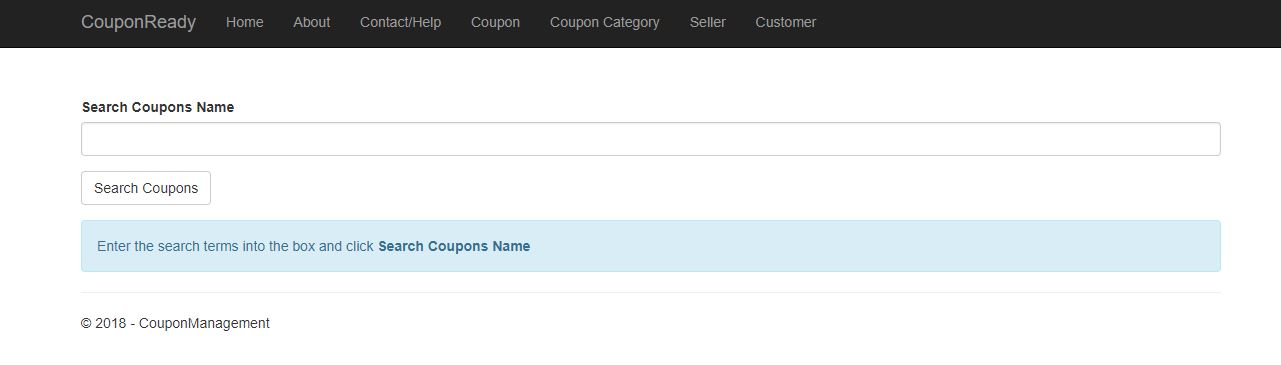 CouponReady Home About Contact/Help Coupon Coupon Category Seller Customer
Search Coupons Name
Search Coupons
Enter the search terms into the box and click Search Coupons Name
© 2018 - CouponManagement